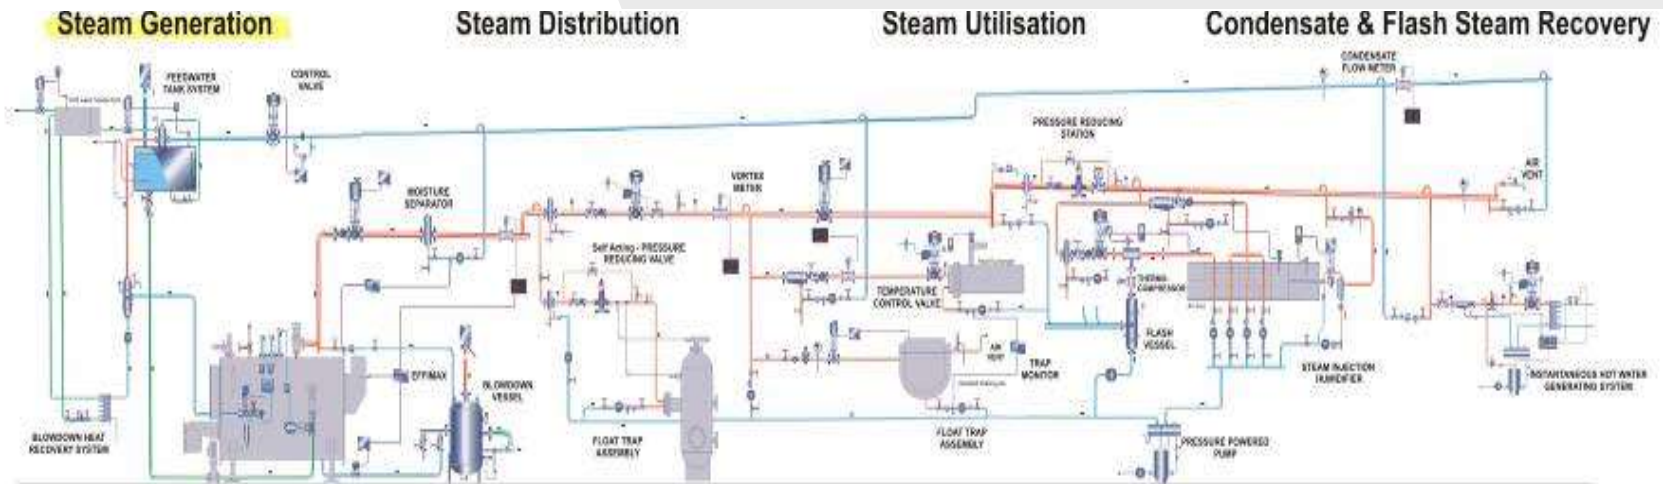 Steam Generation
Steam Distribution
Steam Utilisation
Condensate & Flash Steam Recovery
FEEDWATER
TANK SYSTEM
CONTROL
VALVE
MOISTURE
SEPARATOR
VORTEX
METER
Self Acting - PRESSURE
REDUCING VALVE
CONDENSATE
FLOW METER
PRESSURE REDUCING
STATION
AIR
VENT
TEMPERATURE
CONTROL VALVE
THERMO
COMPRESSOR
FLASH
VESSEL
AIR
VENT
TRAP
MONITOR
STEAM INJECTION
HUMIDIFIER
INSTANTANEOUS HOT WATER
GENERATING SYSTEM
EFFIMAX
BLOWDOWN
VESSEL
BLOWDOWN HEAT
RECOVERY SYSTEM
FLOAT TRAP
ASSEMBLY
FLOAT TRAP
ASSEMBLY
PRESSURE POWERED
PUMP